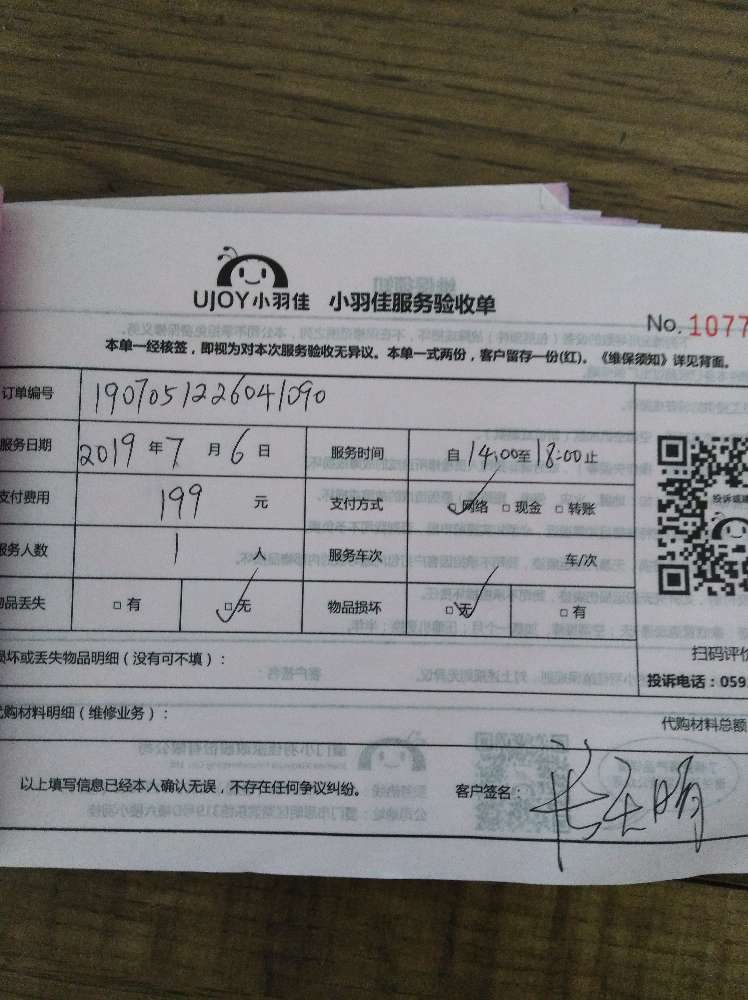 UJOY小羽佳 小羽佳服务验收单
No. 1077
本单一经核签，即视为对本次服务验收无异议。本单一式两份，客户留存一份(红)。《维保须知》详见背面。
订单编号 1907051226041090
服务日期 2019 年 7 月 6 日 服务时间 自 14:00 至 18:00 止
支付费用 199 元 支付方式 □网络 □现金 □转账
服务人数 1 人 服务车次 车/次
物品丢失 □有 □无 物品损坏 □无 □有
投诉或建
损坏或丢失物品明细（没有可不填）：
扫码评价
投诉电话：059
代购材料明细（维修业务）：
代购材料总额
以上填写信息已经本人确认无误，不存在任何争议纠纷。 客户签名：